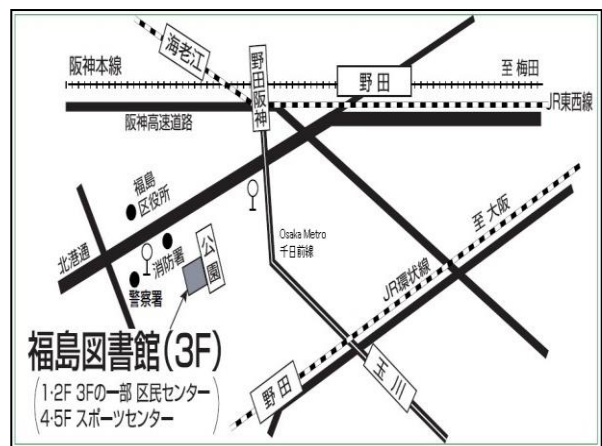 海老江
阪神本線
野田阪神
野田
至 梅田
JR東西線
阪神高速道路
福島
区役所
北港通
消防署
公園
警察署
Osaka Metro
千日前線
至 大阪
JR環状線
福島図書館(3F)
(1・2F 3Fの一部 区民センター
4・5F スポーツセンター)
野田
玉川